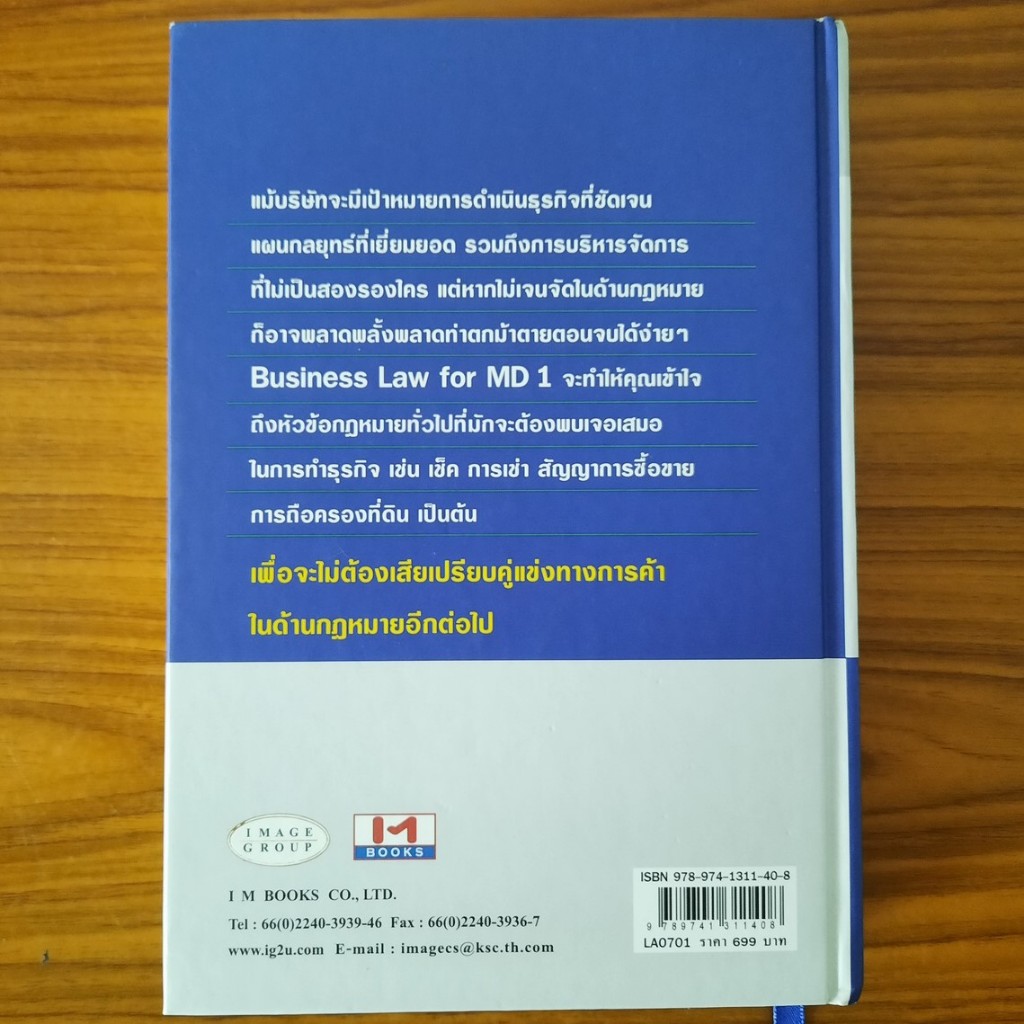 แม้บริษัทจะมีเป้าหมายการดำเนินธุรกิจที่ชัดเจน
แผนกลยุทธ์ที่เยี่ยมยอด รวมถึงการบริหารจัดการ
ที่ไม่เป็นสองรองใคร แต่หากไม่เจนจัดในด้านกฎหมาย
ก็อาจพลาดพลั้งพลาดท่าตกม้าตายตอนจบได้ง่ายๆ
Business Law for MD 1 จะทำให้คุณเข้าใจ
ถึงหัวข้อกฎหมายทั่วไปที่มักจะต้องพบเจอเสมอ
ในการทำธุรกิจ เช่น เช็ค การเช่า สัญญาการซื้อขาย
การถือครองที่ดิน เป็นต้น
เพื่อจะไม่ต้องเสียเปรียบคู่แข่งทางการค้า
ในด้านกฎหมายอีกต่อไป
IMAGE
GROUP
IM
BOOKS
I M BOOKS CO., LTD.
Tel : 66(0)2240-3939-46 Fax : 66(0)2240-3936-7
www.ig2u.com E-mail : imagecs@ksc.th.com
ISBN 978-974-1311-40-8
9 789741 311408
LA0701 ราคา 699 บาท